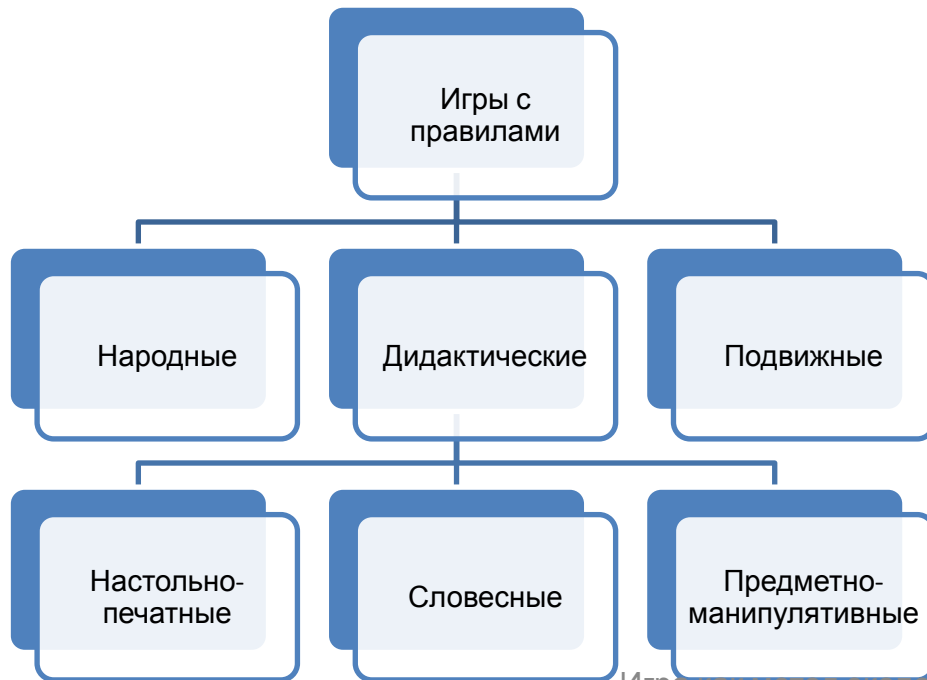 Игры с
правилами
Народные
Дидактические
Подвижные
Настольно-
печатные
Словесные
Предметно-
манипулятивные